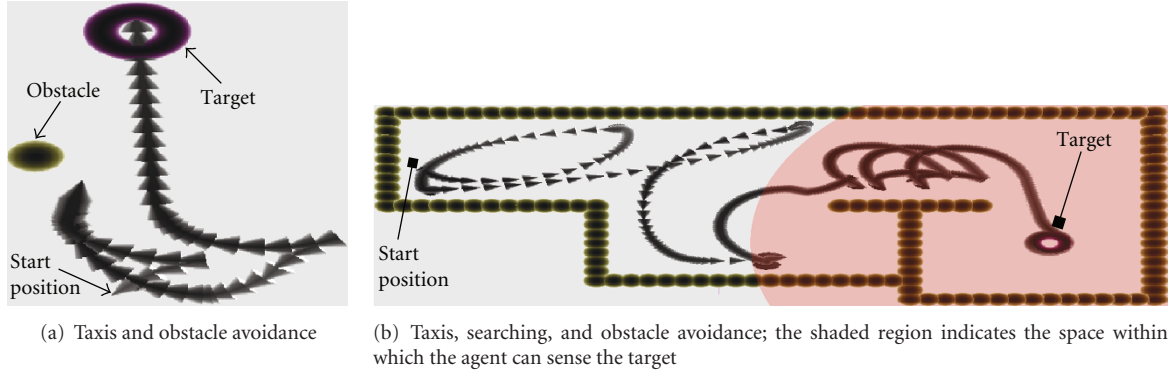 Obstacle
Target
Start
position
(a) Taxis and obstacle avoidance
Target
Start
position
(b) Taxis, searching, and obstacle avoidance; the shaded region indicates the space within
which the agent can sense the target